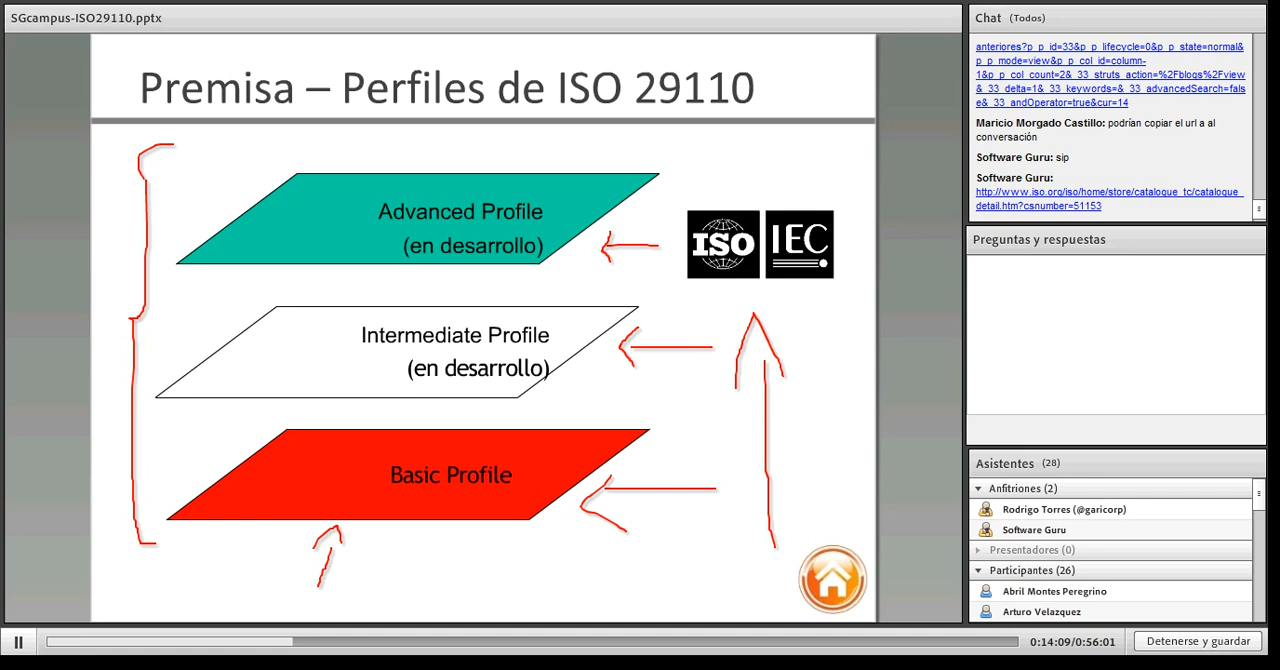 SGcampus-ISO29110.pptx
Premisa – Perfiles de ISO 29110
Advanced Profile
(en desarrollo)
ISO
IEC
Intermediate Profile
(en desarrollo)
Basic Profile
Chat (Todos)
anteriores?p_p_id=33&p_p_lifecycle=0&p_p_state=normal&
p_p_mode=view&p_p_col_id=column-
1&p_p_col_count=2&_33_struts_action=%2Fblogs%2Fview
&_33_delta=1&_33_keywords=&_33_advancedSearch=fals
e&_33_andOperator=true&cur=14
Maricio Morgado Castillo: podrían copiar el url a al
conversación
Software Guru: sip
Software Guru:
http://www.iso.org/iso/home/store/catalogue_tc/catalogue_
detail.htm?csnumber=51153
Preguntas y respuestas
Asistentes (28)
Anfitriones (2)
Rodrigo Torres (@garicorp)
Software Guru
Presentadores (0)
Participantes (26)
Abril Montes Peregrino
Arturo Velazquez
0:14:09/0:56:01
Detenerse y guardar